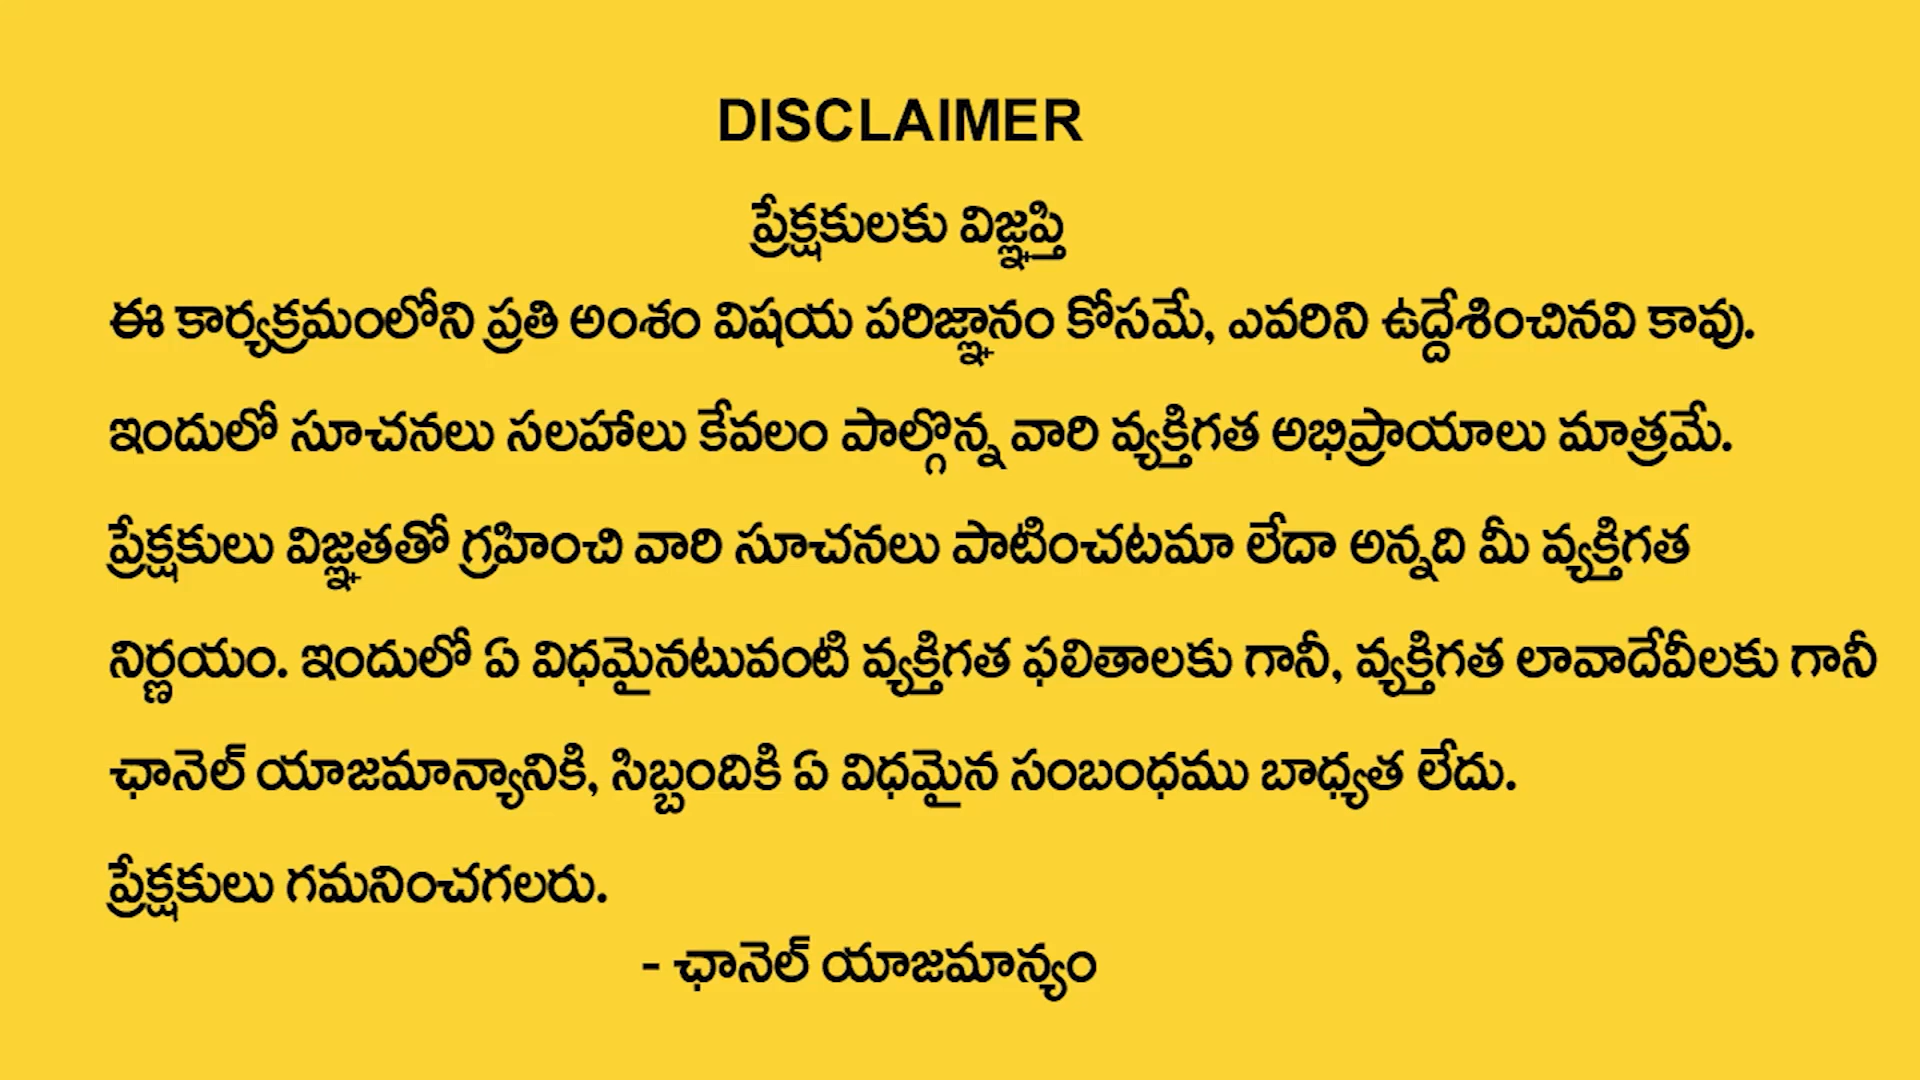 DISCLAIMER
ప్రేక్షకులకు విజ్ఞప్తి
ఈ కార్యక్రమంలోని ప్రతి అంశం విషయ పరిజ్ఞానం కోసమే, ఎవరిని ఉద్దేశించినవి కావు.
ఇందులో సూచనలు సలహాలు కేవలం పాల్గొన్న వారి వ్యక్తిగత అభిప్రాయాలు మాత్రమే.
ప్రేక్షకులు విజ్ఞతతో గ్రహించి వారి సూచనలు పాటించటమా లేదా అన్నది మీ వ్యక్తిగత
నిర్ణయం. ఇందులో ఏ విధమైనటువంటి వ్యక్తిగత ఫలితాలకు గానీ, వ్యక్తిగత లావాదేవీలకు గానీ
ఛానెల్ యాజమాన్యానికి, సిబ్బందికి ఏ విధమైన సంబంధము బాధ్యత లేదు.
ప్రేక్షకులు గమనించగలరు.
- ఛానెల్ యాజమాన్యం